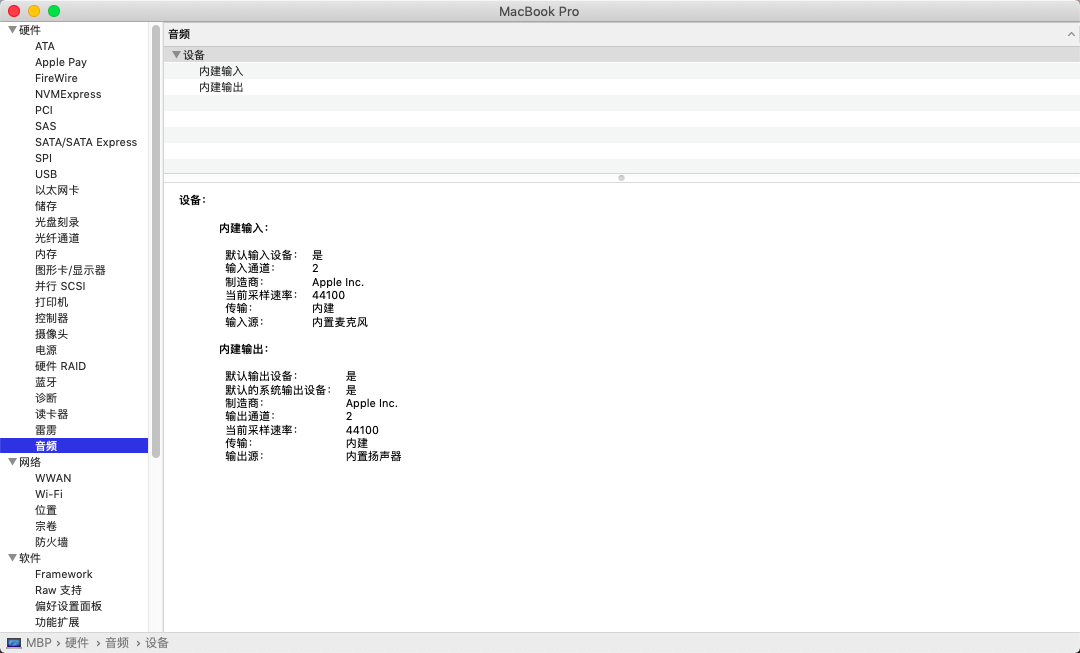 MacBook Pro
硬件
ATA
Apple Pay
FireWire
NVMExpress
PCI
SAS
SATA/SATA Express
SPI
USB
以太网卡
储存
光盘刻录
光纤通道
内存
图形卡/显示器
并行 SCSI
打印机
控制器
摄像头
电源
硬件 RAID
蓝牙
诊断
读卡器
雷雳
音频
网络
WWAN
Wi-Fi
位置
宗卷
防火墙
软件
Framework
Raw 支持
偏好设置面板
功能扩展
音频
设备
内建输入
内建输出
设备：
内建输入：
默认输入设备： 是
输入通道： 2
制造商： Apple Inc.
当前采样速率： 44100
传输： 内建
输入源： 内置麦克风
内建输出：
默认输出设备： 是
默认的系统输出设备： 是
制造商： Apple Inc.
输出通道： 2
当前采样速率： 44100
传输： 内建
输出源： 内置扬声器
MBP › 硬件 › 音频 › 设备